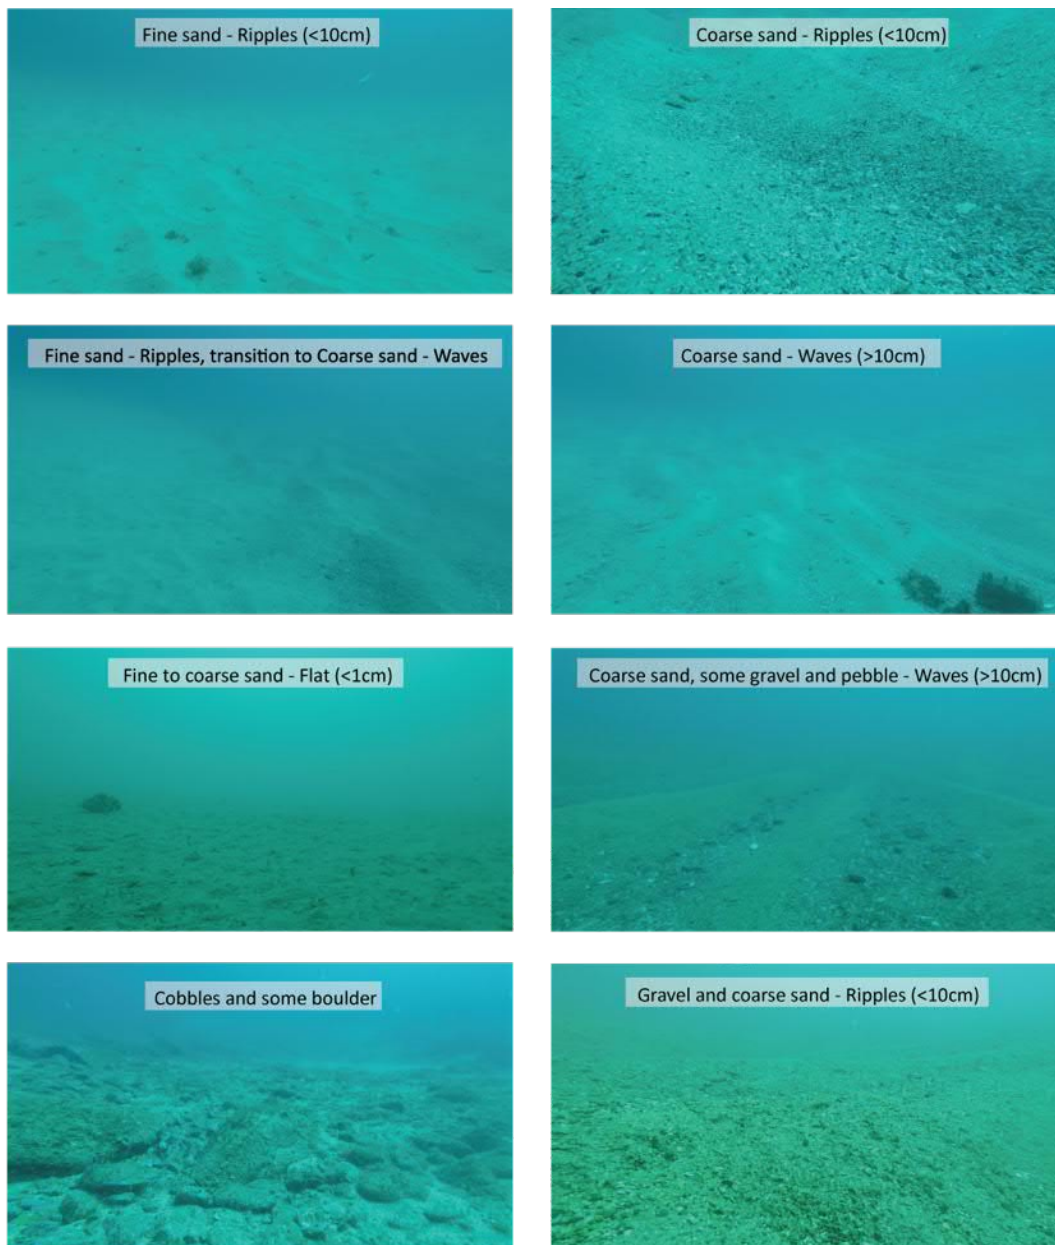 Fine sand - Ripples (<10cm)
Coarse sand - Ripples (<10cm)
Fine sand - Ripples, transition to Coarse sand - Waves
Coarse sand - Waves (>10cm)
Fine to coarse sand - Flat (<1cm)
Coarse sand, some gravel and pebble - Waves (>10cm)
Cobbles and some boulder
Gravel and coarse sand - Ripples (<10cm)